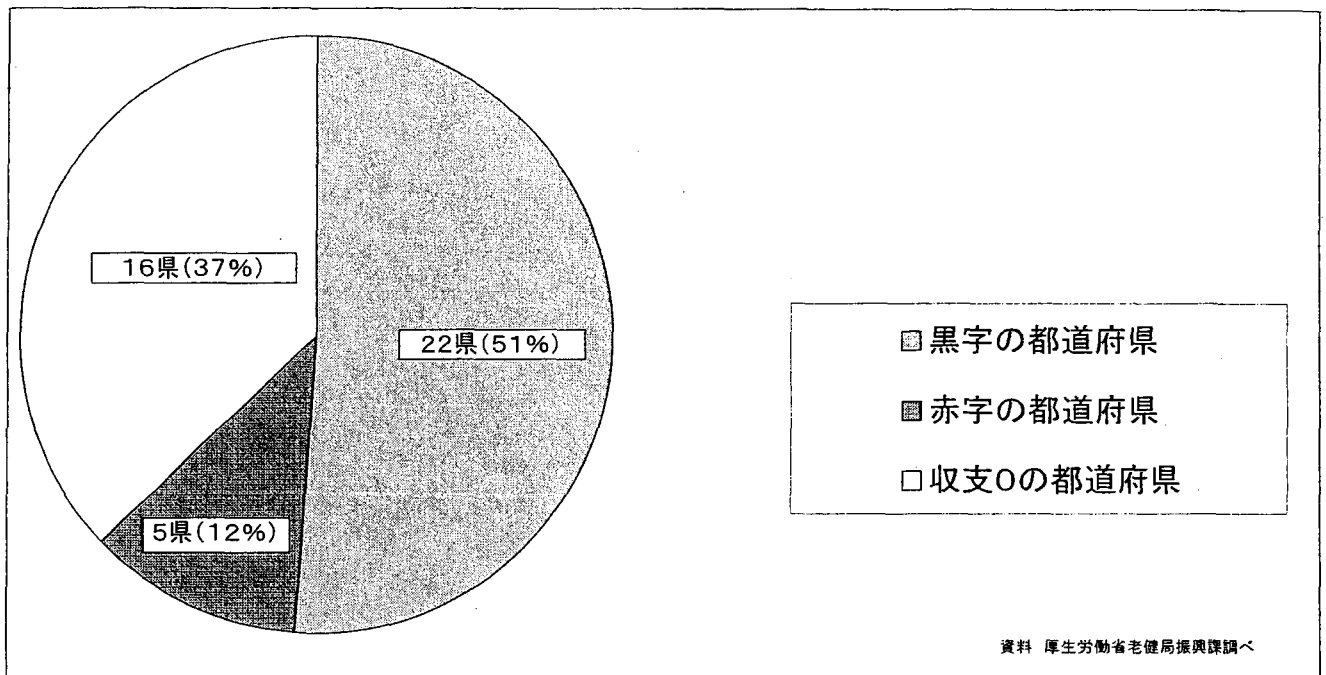 16県(37%)
22県(51%)
5県(12%)
黒字の都道府県
赤字の都道府県
収支0の都道府県
資料 厚生労働省老健局振興課調べ